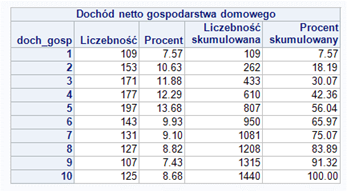 Dochód netto gospodarstwa domowego
doch_gosp Liczebność Procent Liczebność skumulowana Procent skumulowany
1 109 7.57 109 7.57
2 153 10.63 262 18.19
3 171 11.88 433 30.07
4 177 12.29 610 42.36
5 197 13.68 807 56.04
6 143 9.93 950 65.97
7 131 9.10 1081 75.07
8 127 8.82 1208 83.89
9 107 7.43 1315 91.32
10 125 8.68 1440 100.00